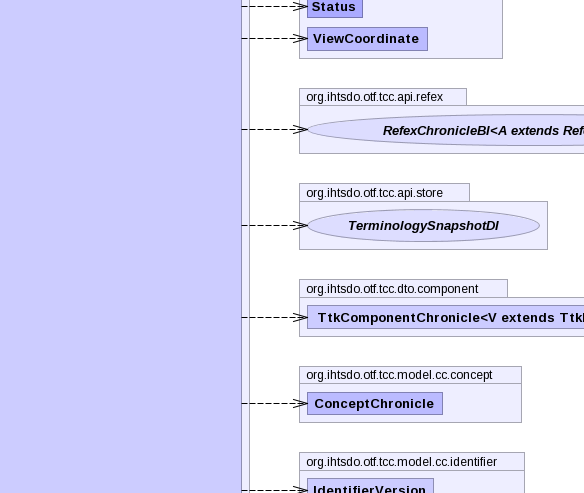 Status
ViewCoordinate
org.ihtsdo.otf.tcc.api.refex
RefexChronicleBI<A extends Refe
org.ihtsdo.otf.tcc.api.store
TerminologySnapshotDI
org.ihtsdo.otf.tcc.dto.component
TtkComponentChronicle<V extends Ttk
org.ihtsdo.otf.tcc.model.cc.concept
ConceptChronicle
org.ihtsdo.otf.tcc.model.cc.identifier
IdentifierVersion